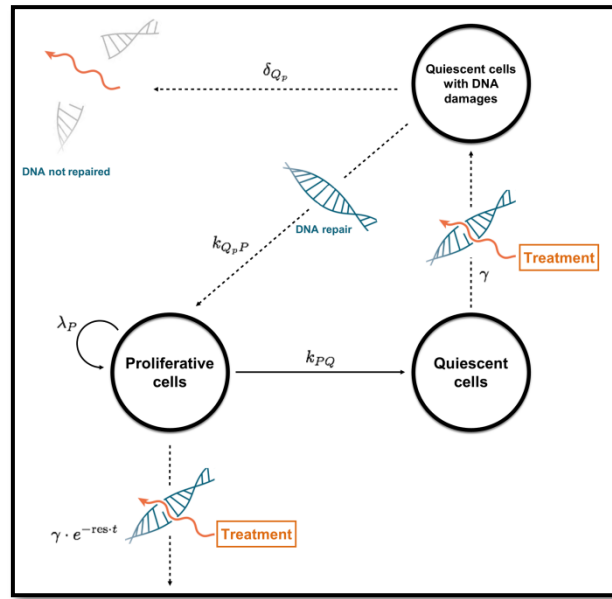 δ_{Q_p}
Quiescent cells
with DNA
damages
DNA not repaired
DNA repair
k_{Q_pP}
Treatment
γ
λ_P
Proliferative
cells
k_{PQ}
Quiescent
cells
γ · e^{−res·t}
Treatment